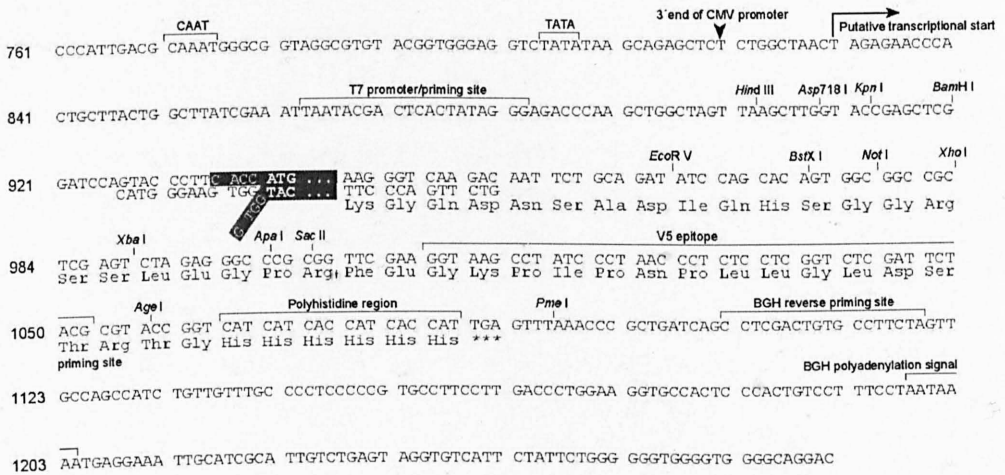 CAAT TATA 3´end of CMV promoter Putative transcriptional start
761 CCCATTGACG CAAATGGGCG GTAGGCGTGT ACGGTGGGAG GTCTATATAA GCAGAGCTCT CTGGCTAACT AGAGAACCCA
T7 promoter/priming site Hind III Asp718 I Kpn I BamH I
841 CTGCTTACTG GCTTATCGAA ATTAATACGA CTCACTATAGG GAGACCCAA GCTGGCTAGTT TAAGCTTGGT ACCGAGCTCG
EcoR V BstX I Not I Xho I
921 GATCCAGTACC CCTTC ACC ATG ... AAG GGT CAA GAC AAT TCT GCA GAT ATC CAG CAC AGT GGC GGC CGC
CATG GGAAG TGG TAC ... TTC CCA GTT CTG
G TGG
Lys Gly Gln Asp Asn Ser Ala Asp Ile Gln His Ser Gly Gly Arg
Xba I Apa I Sac II V5 epitope
984 TCG AGT CTA GAG GGC CCG CGG TTC GAA GGT AAG CCT ATC CCT AAC CCT CTC CTC GGT CTC GAT TCT
Ser Ser Leu Glu Gly Pro Arg Phe Glu Gly Lys Pro Ile Pro Asn Pro Leu Leu Gly Leu Asp Ser
Age I Polyhistidine region Pme I BGH reverse priming site
1050 ACG CGT ACC GGT CAT CAT CAC CAT CAC CAT TGA GTTTAAACCC GCTGATCAGC CTCGACTGTGC CTTCTAGTT
Thr Arg Thr Gly His His His His His His ***
priming site BGH polyadenylation signal
1123 GCCAGCCATC TGTTGTTTGC CCCTCCCCCG TGCCTTCCTT GACCCTGGAA GGTGCCACTC CCACTGTCCT TTCCTAATAA
1203 AATGAGGAAA TTGCATCGCA TTGTCTGAGT AGGTGTCATT CTATTCTGGG GGGTGGGGTG GGGCAGGAC